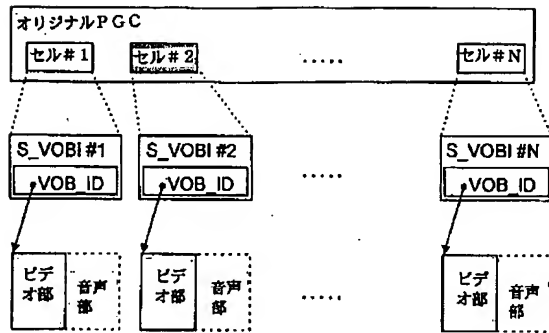 オリジナルPGC
セル#1 セル#2 ..... セル#N
S_VOBI #1 S_VOBI #2 S_VOBI #N
VOB_ID VOB_ID ..... VOB_ID
ビデ 音声 ビデ 音声 ビデ 音声
オ部 部 オ部 部 ..... オ部 部